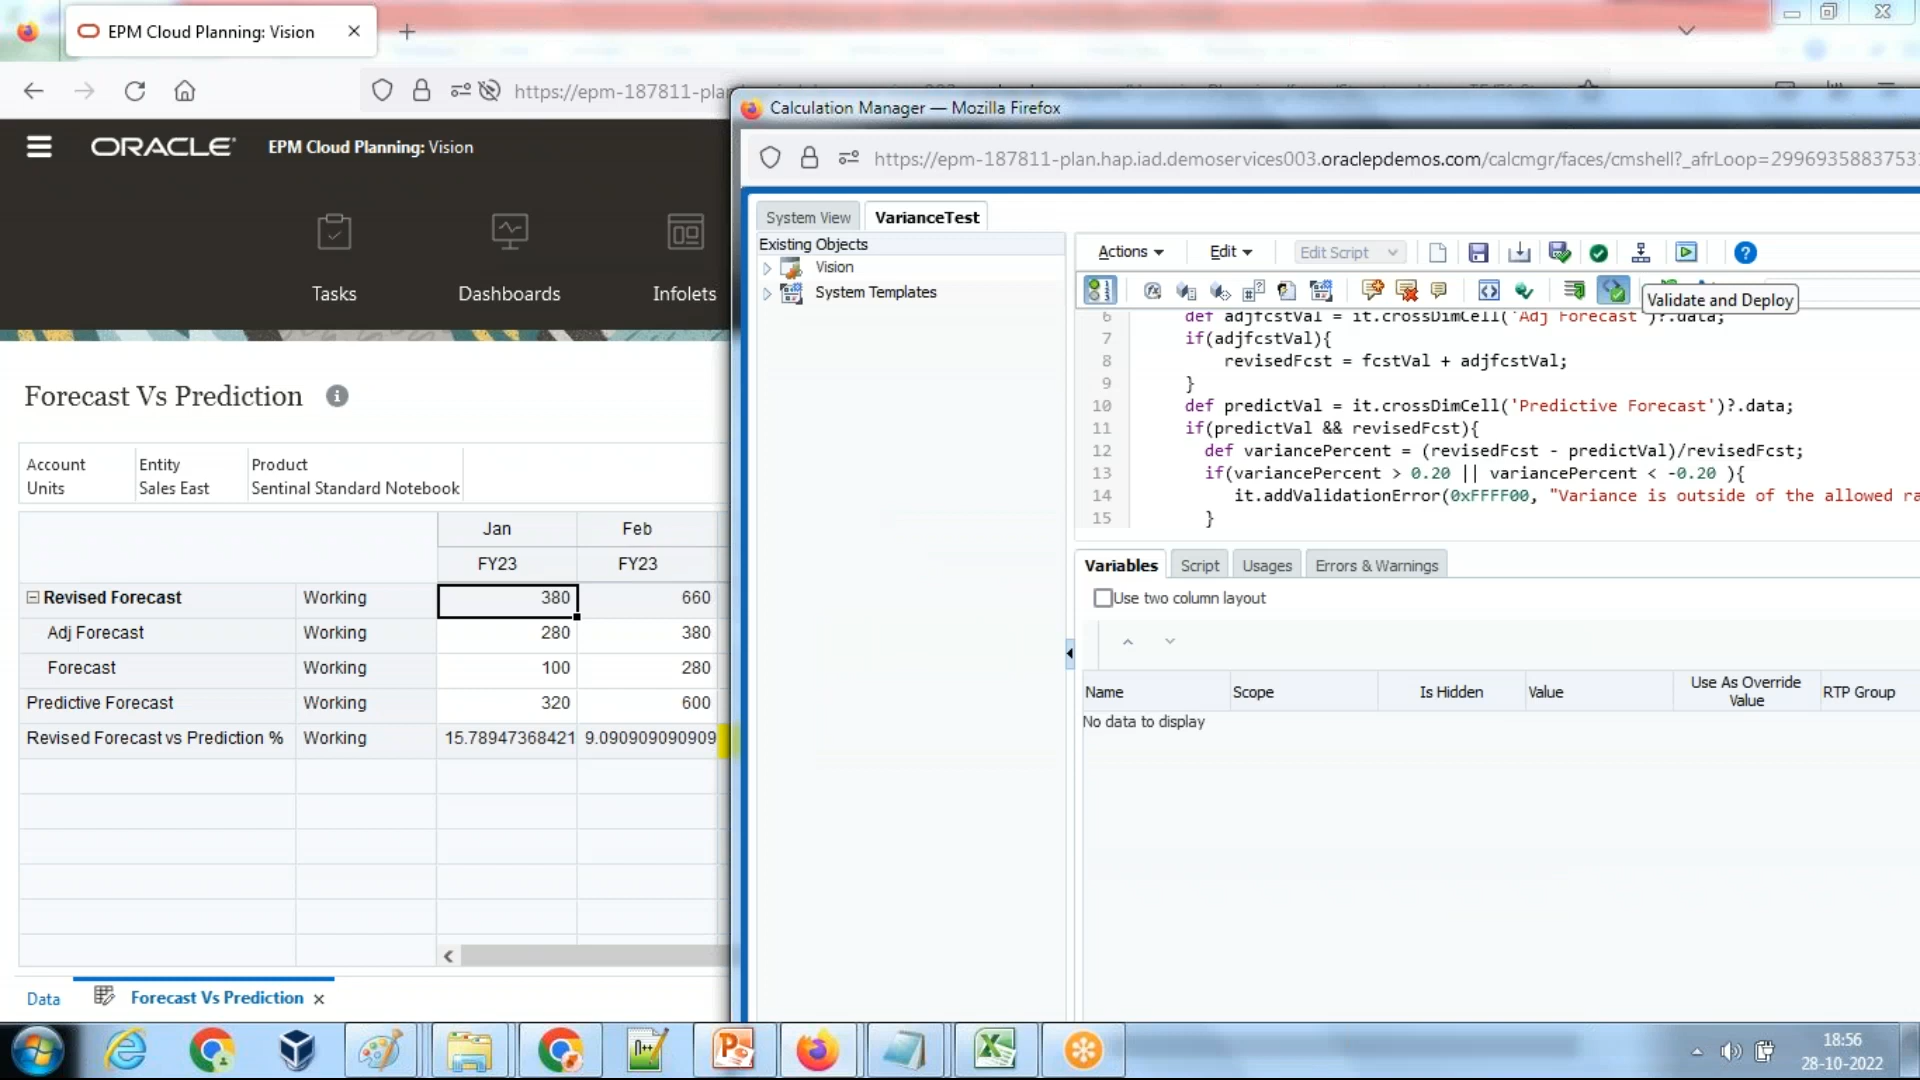 EPM Cloud Planning: Vision
https://epm-187811-plan
Calculation Manager — Mozilla Firefox
ORACLE
EPM Cloud Planning: Vision
https://epm-187811-plan.hap.iad.demoservices003.oraclepdemos.com/calcmgr/faces/cmshell?_afrLoop=2996935883753
Tasks
Dashboards
Infolets
System View
VarianceTest
Existing Objects
Vision
System Templates
Actions
Edit
Edit Script
Validate and Deploy
6 def adjfcstVal = it.crossDimCell('Adj Forecast')?.data;
7 if(adjfcstVal){
8 revisedFcst = fcstVal + adjfcstVal;
9 }
10 def predictVal = it.crossDimCell('Predictive Forecast')?.data;
11 if(predictVal && revisedFcst){
12 def variancePercent = (revisedFcst - predictVal)/revisedFcst;
13 if(variancePercent > 0.20 || variancePercent < -0.20 ){
14 it.addValidationError(0xFFFF00, "Variance is outside of the allowed ra
15 }
Forecast Vs Prediction
Account Entity Product
Units Sales East Sentinal Standard Notebook
Jan Feb
FY23 FY23
Revised Forecast Working 380 660
Adj Forecast Working 280 380
Forecast Working 100 280
Predictive Forecast Working 320 600
Revised Forecast vs Prediction % Working 15.78947368421 9.090909090909
Variables
Script
Usages
Errors & Warnings
Use two column layout
Name Scope Is Hidden Value Use As Override Value RTP Group
No data to display
Data
Forecast Vs Prediction
18:56
28-10-2022